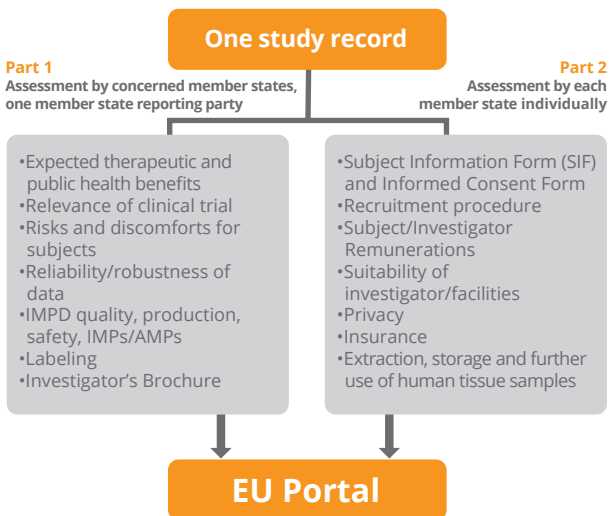 One study record
Part 1
Assessment by concerned member states,
one member state reporting party
Part 2
Assessment by each
member state individually
•Expected therapeutic and
public health benefits
•Relevance of clinical trial
•Risks and discomforts for
subjects
•Reliability/robustness of
data
•IMPD quality, production,
safety, IMPs/AMPs
•Labeling
•Investigator's Brochure
•Subject Information Form (SIF)
and Informed Consent Form
•Recruitment procedure
•Subject/Investigator
Remunerations
•Suitability of
investigator/facilities
•Privacy
•Insurance
•Extraction, storage and further
use of human tissue samples
EU Portal